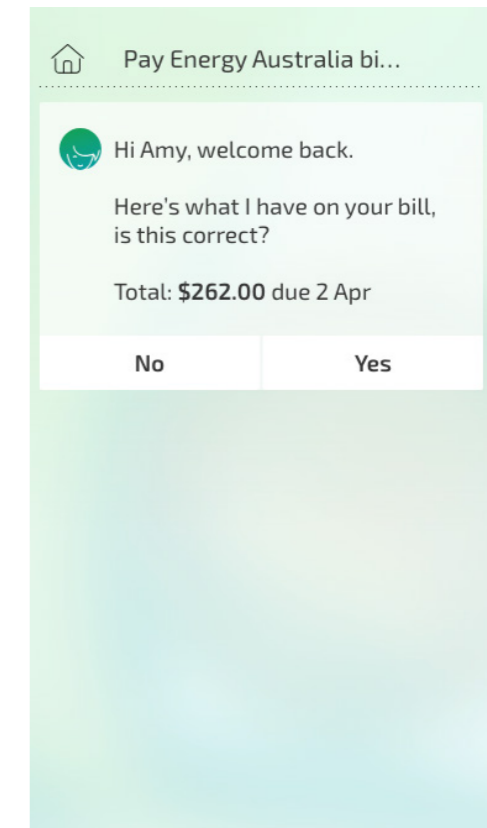 Pay Energy Australia bi...
Hi Amy, welcome back.
Here's what I have on your bill,
is this correct?
Total: $262.00 due 2 Apr
No
Yes